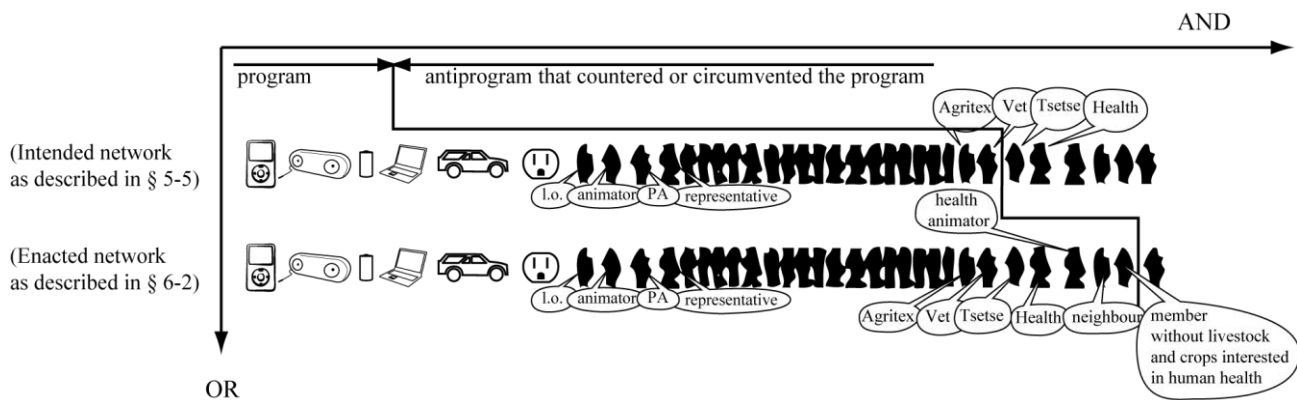 AND
program
antiprogram that countered or circumvented the program
Agritex
Vet
Tsetse
Health
(Intended network
as described in § 5-5)
l.o.
animator
PA
representative
health
animator
(Enacted network
as described in § 6-2)
l.o.
animator
PA
representative
Agritex
Vet
Tsetse
Health
neighbour
member
without livestock
and crops interested
in human health
OR